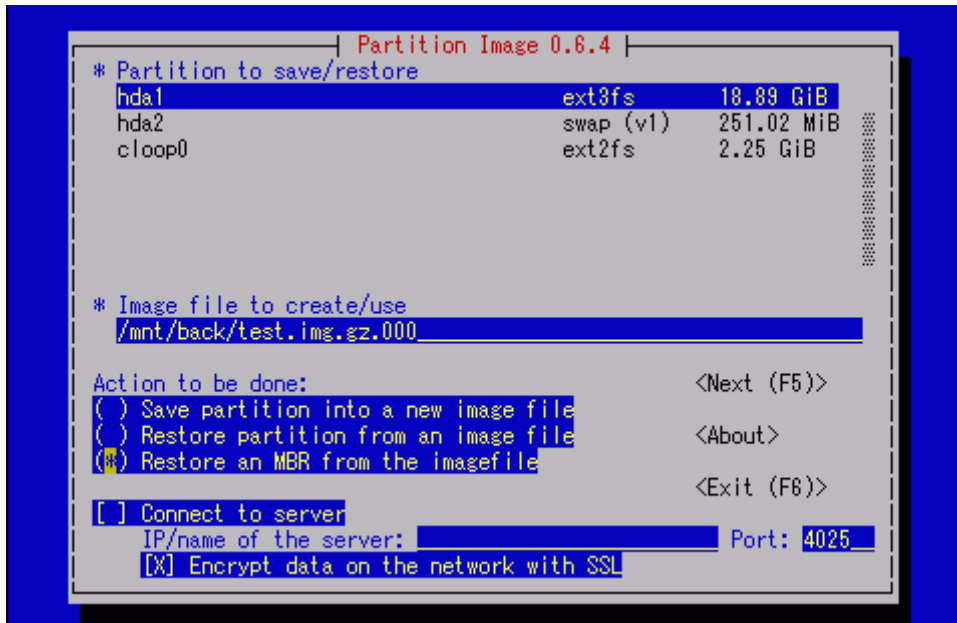 Partition Image 0.6.4
* Partition to save/restore
hda1 ext3fs 18.89 GiB
hda2 swap (v1) 251.02 MiB
cloop0 ext2fs 2.25 GiB
* Image file to create/use
/mnt/back/test.img.gz.000
Action to be done: <Next (F5)>
( ) Save partition into a new image file
( ) Restore partition from an image file <About>
(*) Restore an MBR from the imagefile
<Exit (F6)>
[ ] Connect to server
IP/name of the server: Port: 4025
[X] Encrypt data on the network with SSL